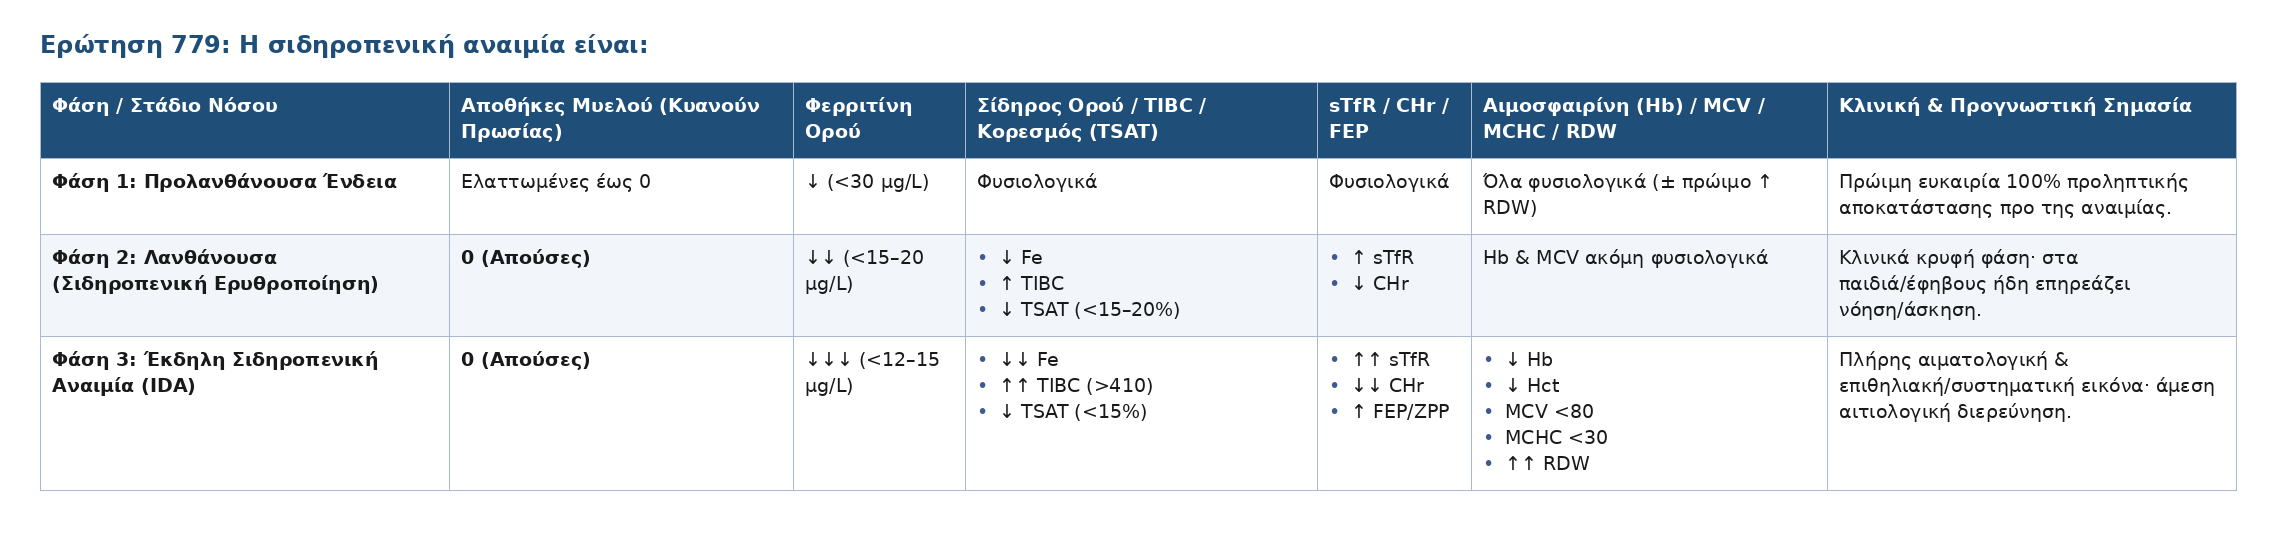 Ερώτηση 779: Η σιδηροπενική αναιμία είναι:
Φάση / Στάδιο Νόσου
Αποθήκες Μυελού (Κυανούν
Πρωσίας)
Φερριτίνη
Ορού
Σίδηρος Ορού / TIBC /
Κορεσμός (TSAT)
sTfR / CHr /
FEP
Αιμοσφαιρίνη (Hb) / MCV /
MCHC / RDW
Κλινική & Προγνωστική Σημασία
Φάση 1: Προλανθάνουσα Ένδεια
Ελαττωμένες έως 0
↓ (<30 μg/L)
Φυσιολογικά
Φυσιολογικά
Όλα φυσιολογικά (± πρώιμο ↑
RDW)
Πρώιμη ευκαιρία 100% προληπτικής
αποκατάστασης προ της αναιμίας.
Φάση 2: Λανθάνουσα
(Σιδηροπενική Ερυθροποίηση)
0 (Απούσες)
↓↓ (<15–20
μg/L)
• ↓ Fe
• ↑ TIBC
• ↓ TSAT (<15–20%)
• ↑ sTfR
• ↓ CHr
Hb & MCV ακόμη φυσιολογικά
Κλινικά κρυφή φάση· στα
παιδιά/έφηβους ήδη επηρεάζει
νόηση/άσκηση.
Φάση 3: Έκδηλη Σιδηροπενική
Αναιμία (IDA)
0 (Απούσες)
↓↓↓ (<12–15
μg/L)
• ↓↓ Fe
• ↑↑ TIBC (>410)
• ↓ TSAT (<15%)
• ↑↑ sTfR
• ↓↓ CHr
• ↑ FEP/ZPP
• ↓ Hb
• ↓ Hct
• MCV <80
• MCHC <30
• ↑↑ RDW
Πλήρης αιματολογική &
επιθηλιακή/συστηματική εικόνα· άμεση
αιτιολογική διερεύνηση.